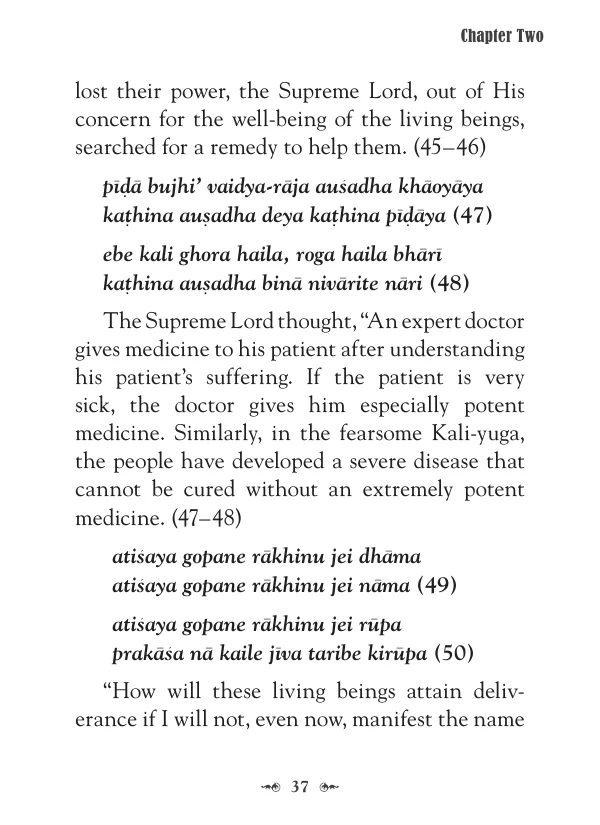 Chapter Two
lost their power, the Supreme Lord, out of His
concern for the well-being of the living beings,
searched for a remedy to help them. (45–46)
pīḍā bujhi’ vaidya-rāja auśadha khāoyāya
kaṭhina auṣadha deya kaṭhina pīḍāya (47)
ebe kali ghora haila, roga haila bhārī
kaṭhina auṣadha binā nivārite nāri (48)
The Supreme Lord thought, “An expert doctor
gives medicine to his patient after understanding
his patient’s suffering. If the patient is very
sick, the doctor gives him especially potent
medicine. Similarly, in the fearsome Kali-yuga,
the people have developed a severe disease that
cannot be cured without an extremely potent
medicine. (47–48)
atiśaya gopane rākhinu jei dhāma
atiśaya gopane rākhinu jei nāma (49)
atiśaya gopane rākhinu jei rūpa
prakāśa nā kaile jīva taribe kirūpa (50)
“How will these living beings attain deliv-
erance if I will not, even now, manifest the name
37